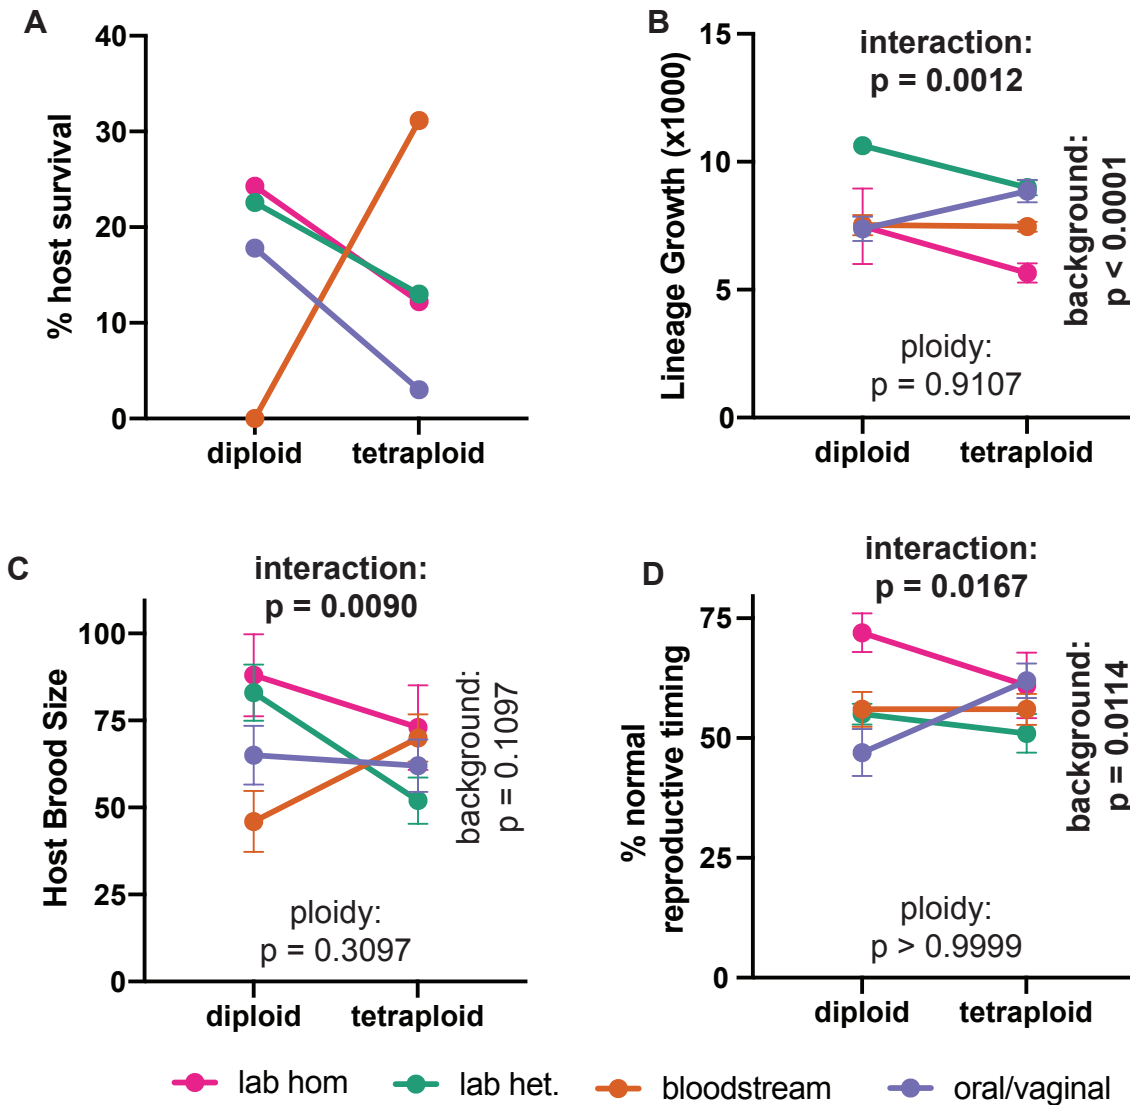 A
% host survival
40
30
20
10
0
diploid
tetraploid
B
interaction:
p = 0.0012
Lineage Growth (x1000)
15
10
5
0
background:
p < 0.0001
ploidy:
p = 0.9107
diploid
tetraploid
C
interaction:
p = 0.0090
Host Brood Size
100
75
50
25
0
background:
p = 0.1097
ploidy:
p = 0.3097
diploid
tetraploid
D
interaction:
p = 0.0167
% normal
reproductive timing
75
50
25
0
background:
p = 0.0114
ploidy:
p > 0.9999
diploid
tetraploid
lab hom
lab het.
bloodstream
oral/vaginal